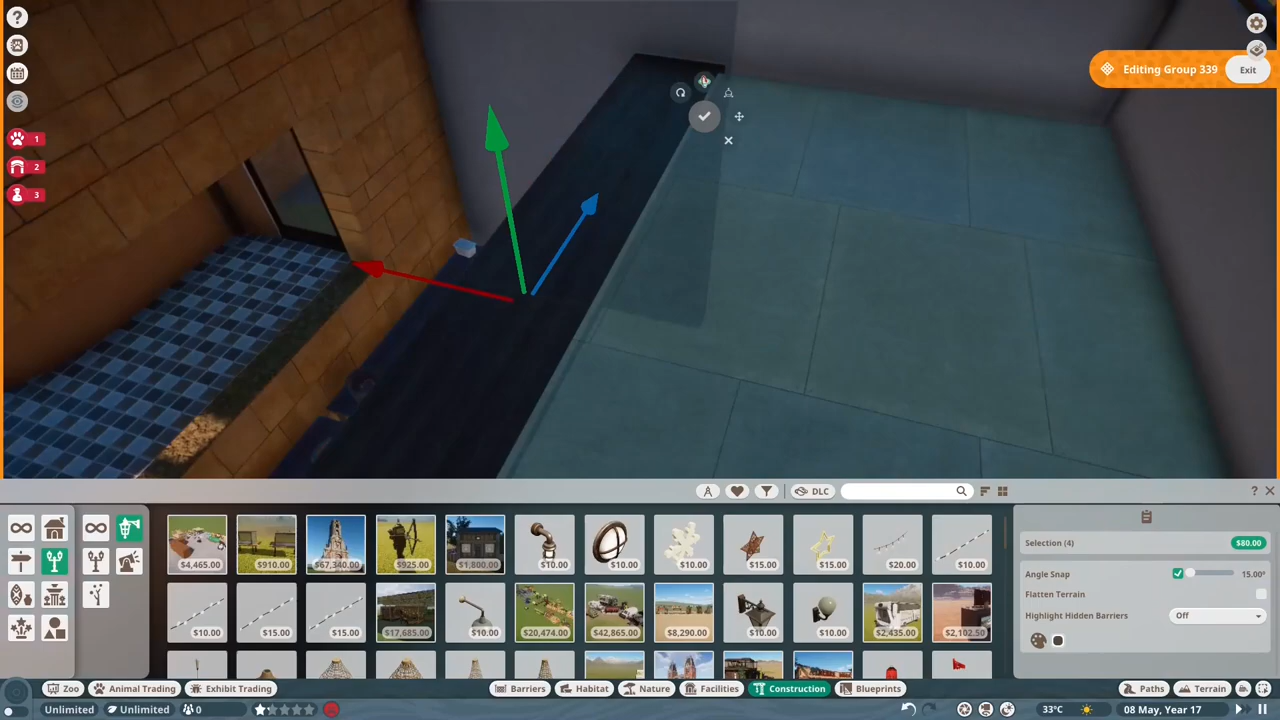 ?
Editing Group 339
Exit
1
2
3
DLC
?
$4,465.00
$910.00
$67,340.00
$925.00
$1,800.00
$10.00
$10.00
$10.00
$15.00
$15.00
$20.00
$10.00
$10.00
$10.00
$15.00
$15.00
$17,685.00
$10.00
$20,474.00
$42,865.00
$8,290.00
$10.00
$10.00
$2,435.00
$2,102.50
Selection (4)
$80.00
Angle Snap
15.00°
Flatten Terrain
Highlight Hidden Barriers
Off
Zoo
Animal Trading
Exhibit Trading
Barriers
Habitat
Nature
Facilities
Construction
Blueprints
Paths
Terrain
Unlimited
Unlimited
0
33°C
08 May, Year 17